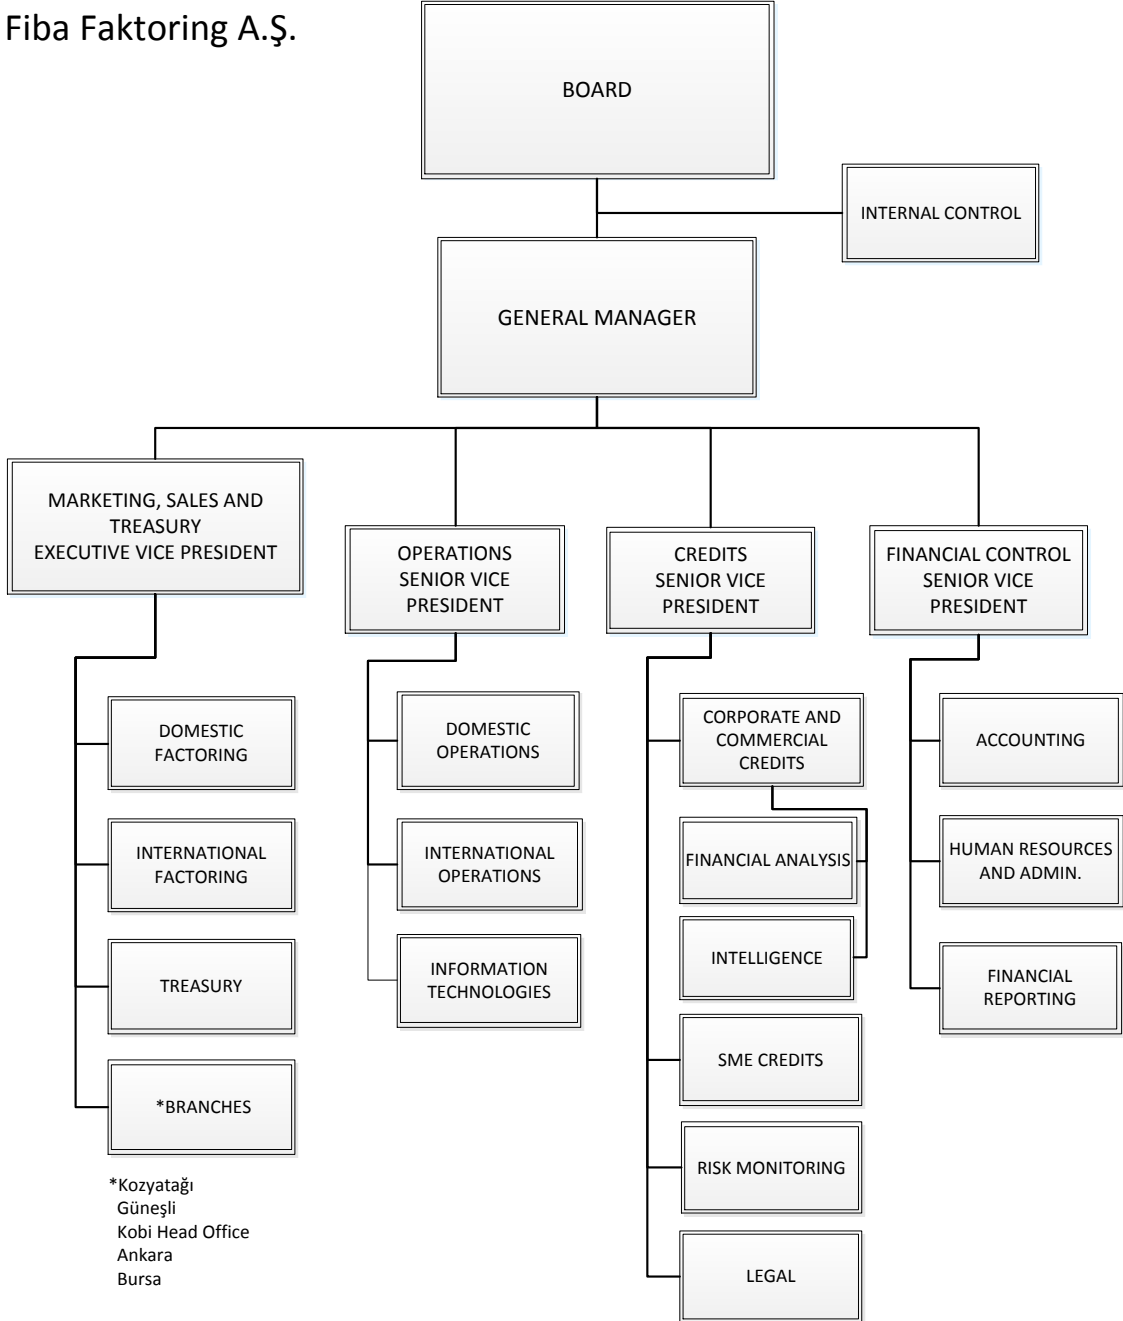 Fiba Faktoring A.Ş.
BOARD
INTERNAL CONTROL
GENERAL MANAGER
MARKETING, SALES AND
TREASURY
EXECUTIVE VICE PRESIDENT
OPERATIONS
SENIOR VICE
PRESIDENT
CREDITS
SENIOR VICE
PRESIDENT
FINANCIAL CONTROL
SENIOR VICE
PRESIDENT
DOMESTIC
FACTORING
INTERNATIONAL
FACTORING
TREASURY
*BRANCHES
*Kozyatağı
Güneşli
Kobi Head Office
Ankara
Bursa
DOMESTIC
OPERATIONS
INTERNATIONAL
OPERATIONS
INFORMATION
TECHNOLOGIES
CORPORATE AND
COMMERCIAL
CREDITS
FINANCIAL ANALYSIS
INTELLIGENCE
SME CREDITS
RISK MONITORING
LEGAL
ACCOUNTING
HUMAN RESOURCES
AND ADMIN.
FINANCIAL
REPORTING